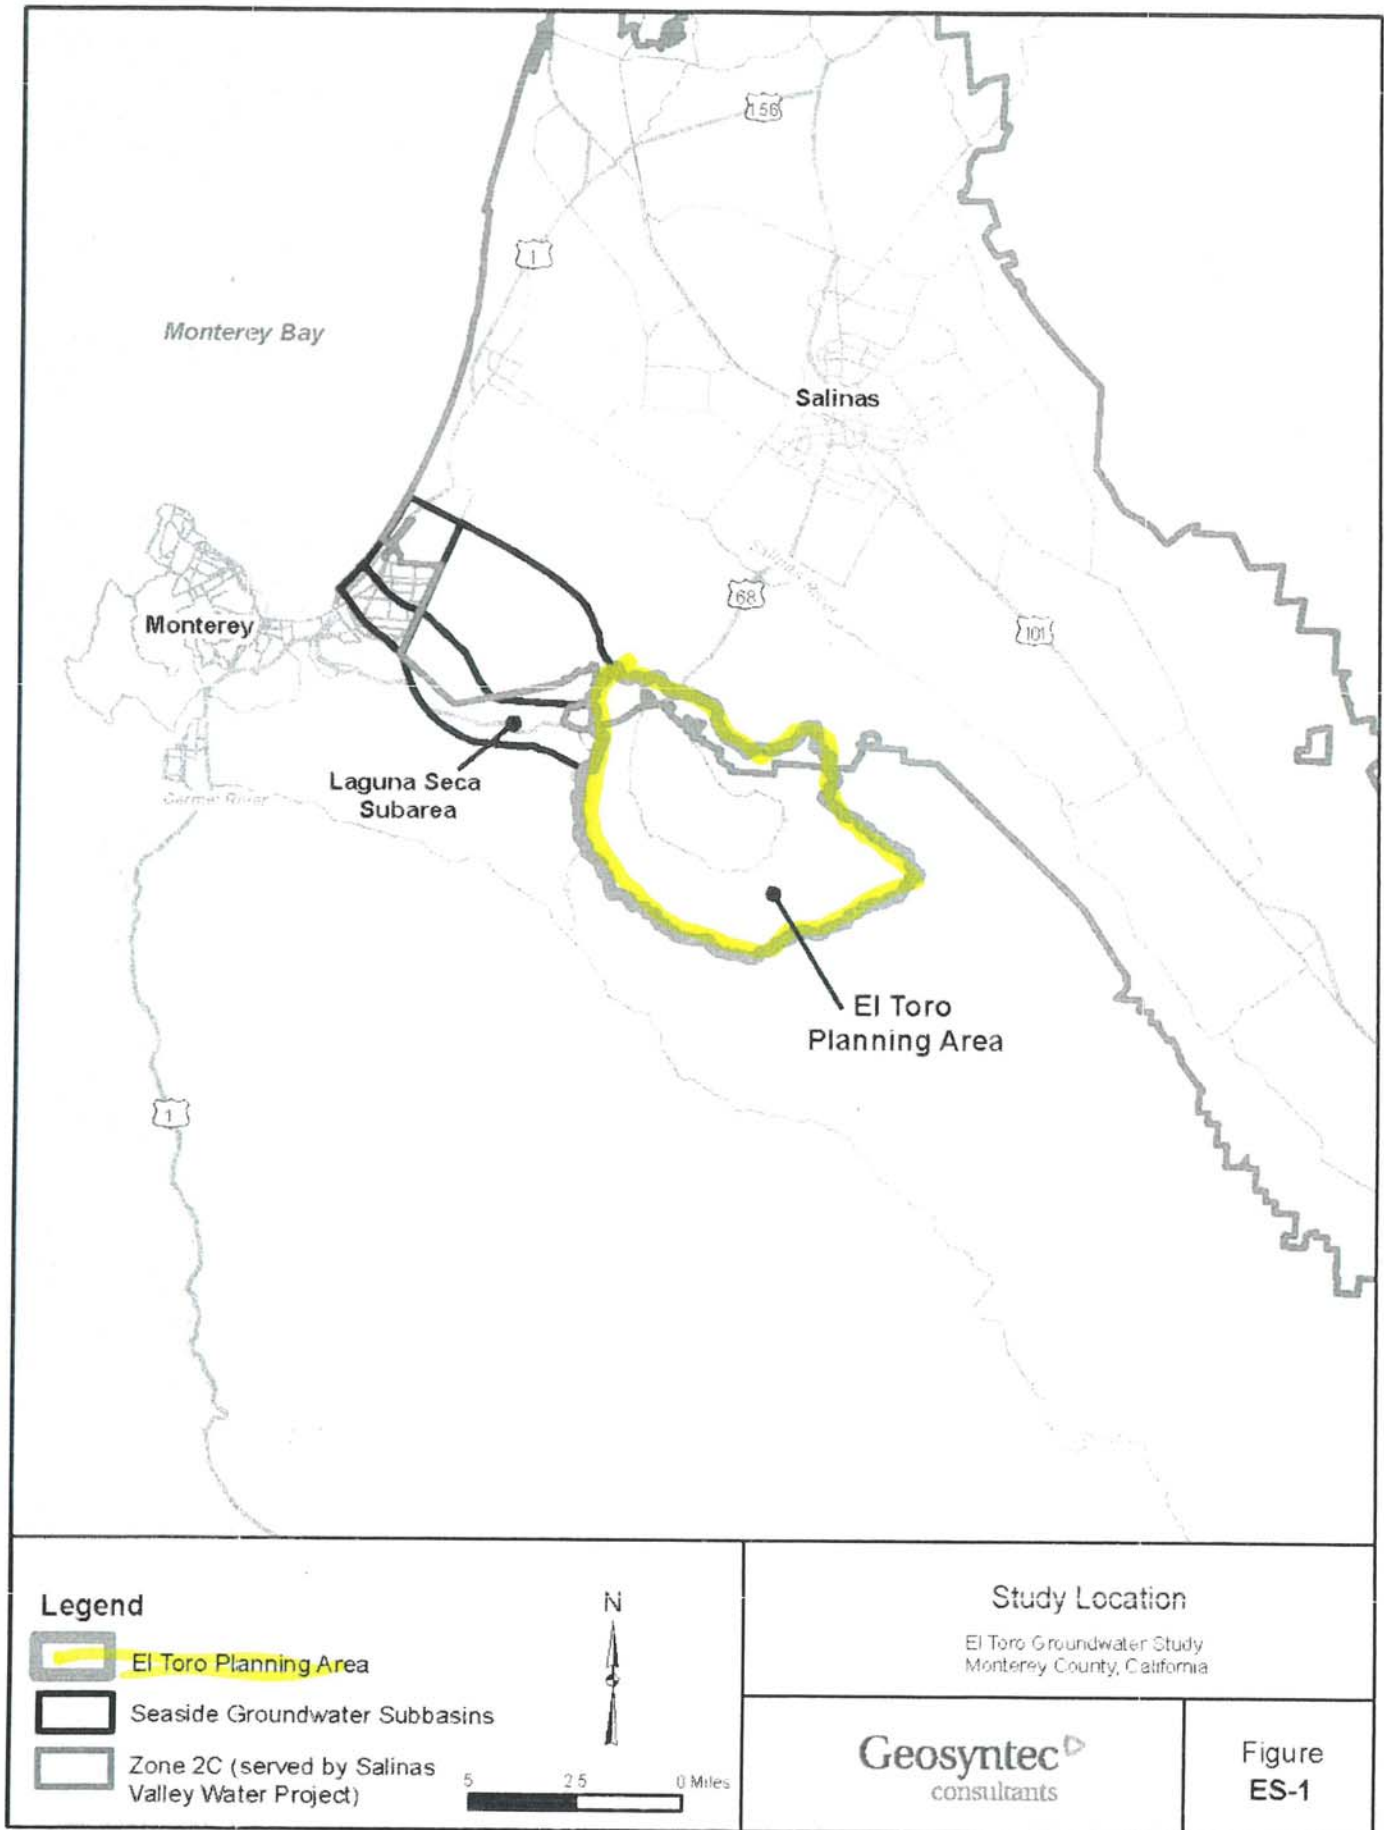 156
1
Monterey Bay
Salinas
Salinas River
68
Monterey
101
Laguna Seca
Subarea
Carmel River
El Toro
Planning Area
1
Legend
El Toro Planning Area
Seaside Groundwater Subbasins
Zone 2C (served by Salinas
Valley Water Project)
N
5 2.5 0 Miles
Study Location
El Toro Groundwater Study
Monterey County, California
Geosyntec
consultants
Figure
ES-1